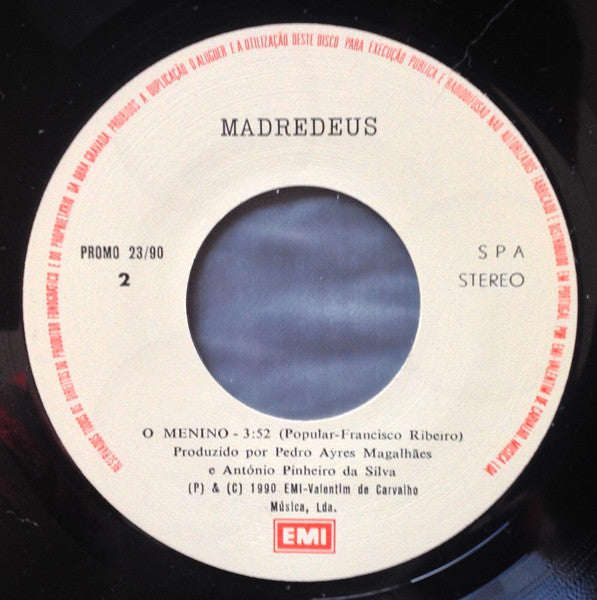 RESERVADOS TODOS OS DIREITOS DO PRODUTOR FONOGRÁFICO E DO PROPRIETÁRIO DA OBRA GRAVADA. PROIBIDOS A DUPLICAÇÃO O ALUGUER E A UTILIZAÇÃO DESTE DISCO PARA EXECUÇÃO PÚBLICA E RADIODIFUSÃO NÃO AUTORIZADOS FABRICADO E DISTRIBUIDO EM PORTUGAL POR EMI-VALENTIM DE CARVALHO, MUSICA LDA
MADREDEUS
PROMO 23/90
2
S P A
STEREO
O MENINO - 3:52 (Popular-Francisco Ribeiro)
Produzido por Pedro Ayres Magalhães
e António Pinheiro da Silva
(P) & (C) 1990 EMI-Valentim de Carvalho
Música, Lda.
EMI